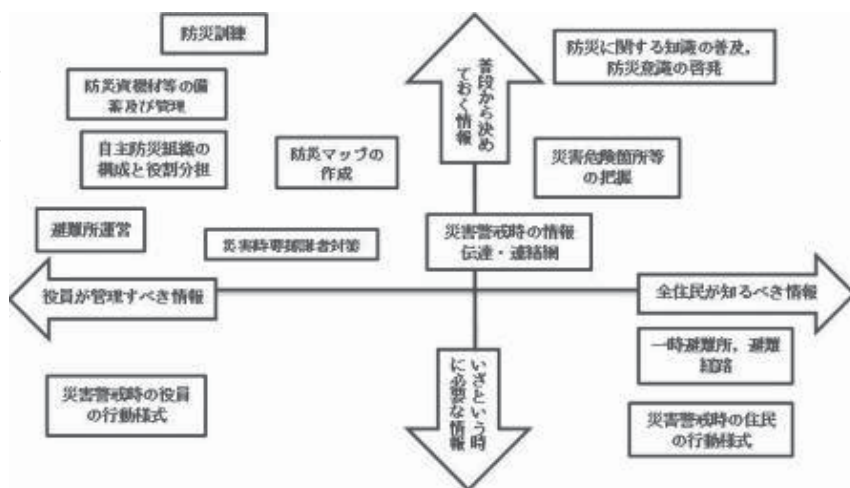 防災訓練
防災に関する知識の普及,
防災意識の啓発
普段から決め
ておく情報
防災資機材等の備
蓄及び管理
自主防災組織の
構成と役割分担
防災マップの
作成
災害危険箇所等
の把握
避難所運営
災害時要援護者対策
災害警戒時の情報
伝達・連絡網
役員が管理すべき情報
全住民が知るべき情報
一時避難所,避難
経路
いざという時
に必要な情報
災害警戒時の役員
の行動様式
災害警戒時の住民
の行動様式